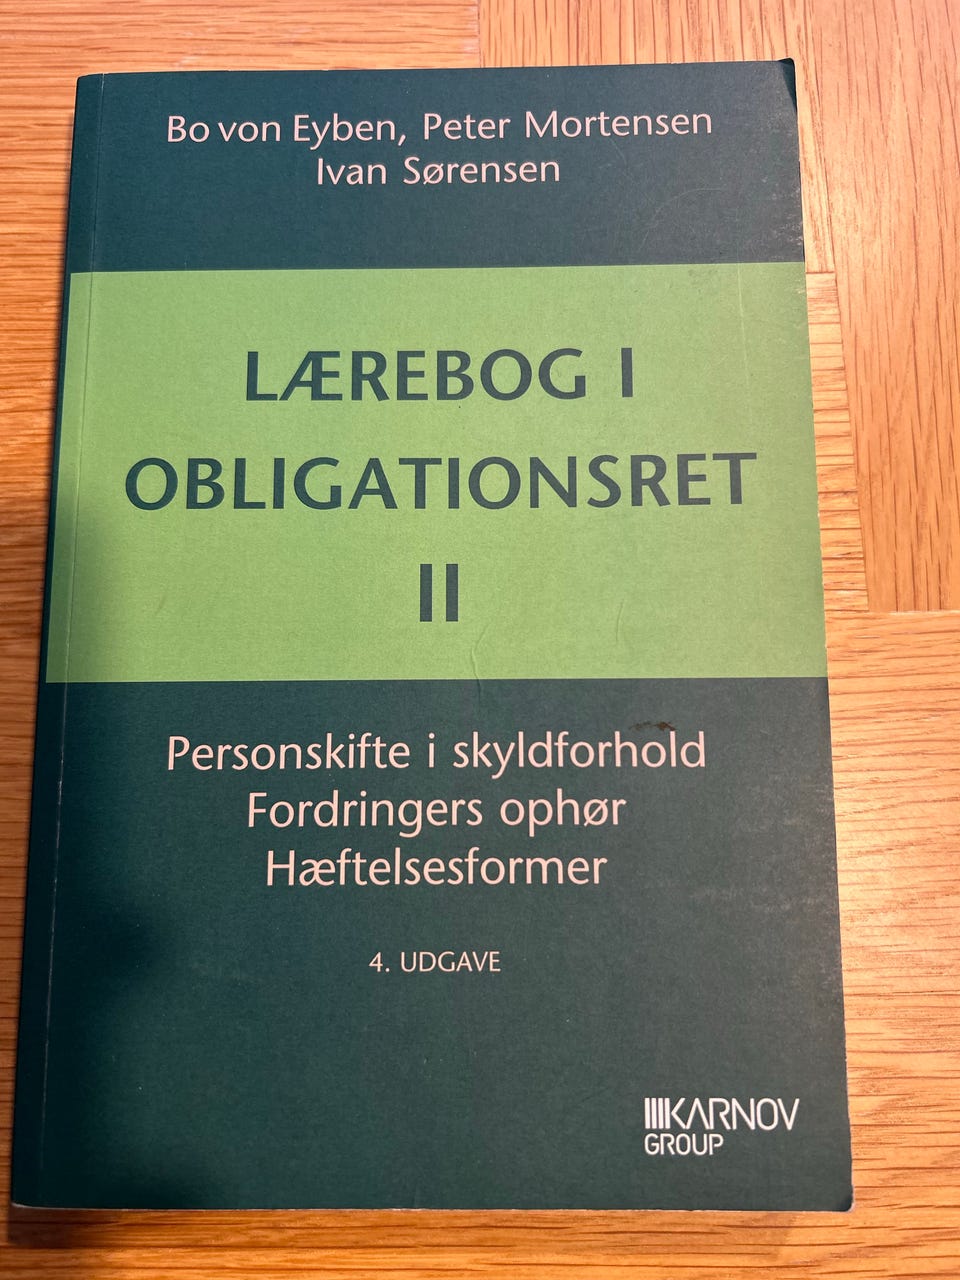 Bo von Eyben, Peter Mortensen
Ivan Sørensen
LÆREBOG I
OBLIGATIONSRET
II
Personskifte i skyldforhold
Fordringers ophør
Hæftelsesformer
4. UDGAVE
KARNOV
GROUP